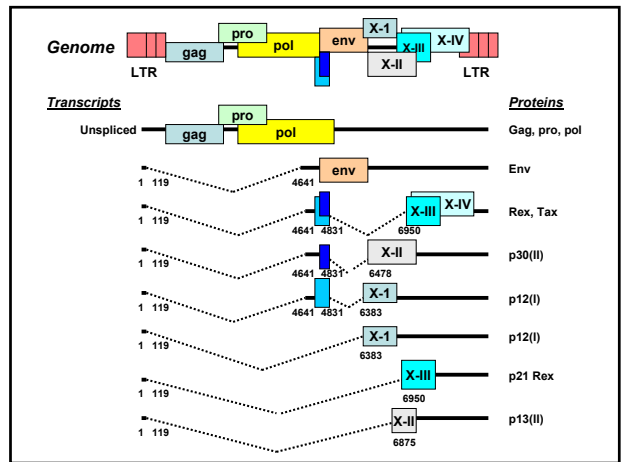 X-1
pro
env
X-III
X-IV
Genome
gag
pol
X-II
LTR
LTR
Transcripts
Proteins
pro
Unspliced
gag
pol
Gag, pro, pol
env
Env
1 119
4641
X-IV
X-III
Rex, Tax
1 119
4641 4831
6950
X-II
p30(II)
1 119
4641 4831
6478
X-1
p12(I)
1 119
4641 4831
6383
X-1
p12(I)
1 119
6383
X-III
p21 Rex
1 119
6950
X-II
p13(II)
1 119
6875